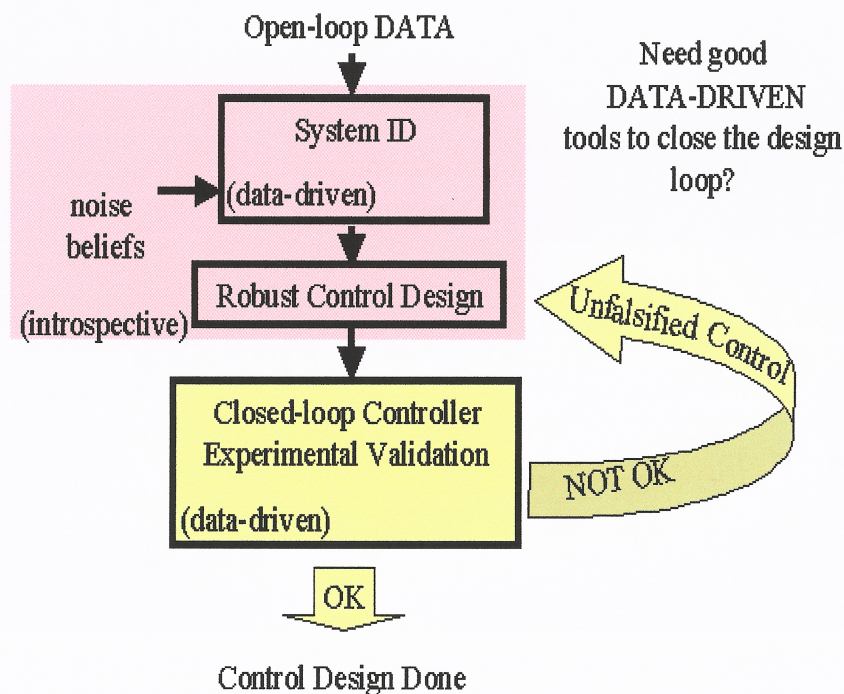 Open-loop DATA
Need good
DATA-DRIVEN
tools to close the design
loop?
System ID
(data-driven)
noise
beliefs
Robust Control Design
(introspective)
Unfalsified Control
Closed-loop Controller
Experimental Validation
(data-driven)
NOT OK
OK
Control Design Done